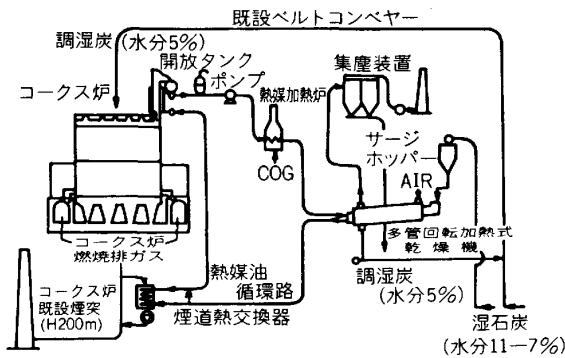 既設ベルトコンベヤー
調湿炭(水分5%)
開放タンク
ポンプ
集塵装置
コークス炉
熱媒加熱炉
サージ
ホッパー
COG
AIR
多管回転加熱式
乾燥機
コークス炉
燃焼排ガス
調湿炭
(水分5%)
熱媒油
循環路
コークス炉
既設煙突
(H200m)
煙道熱交換器
湿石炭
(水分11-7%)